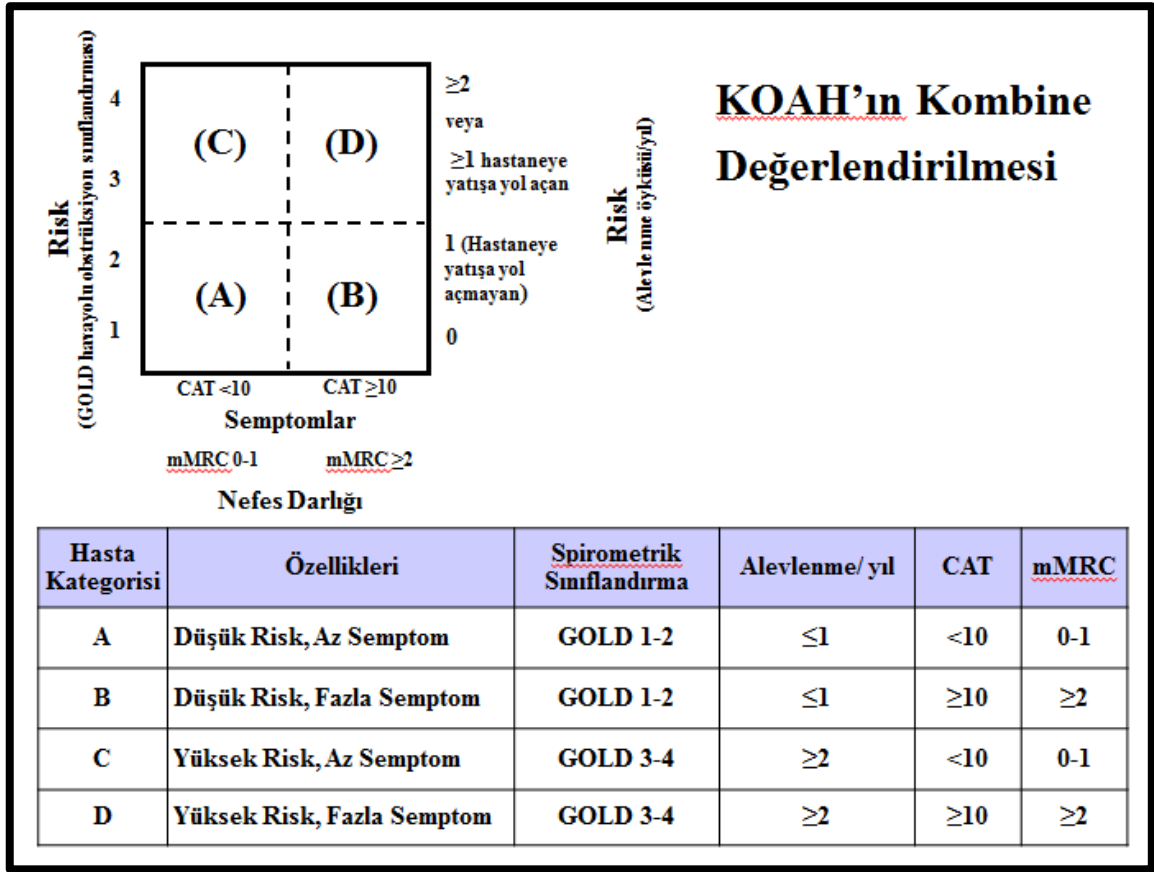 KOAH’ın Kombine
Değerlendirilmesi
Risk
(GOLD havayolu obstrüksiyon sınıflandırması)
4
3
2
1
(C)
(D)
(A)
(B)
≥2
veya
≥1 hastaneye
yatışa yol açan
1 (Hastaneye
yatışa yol
açmayan)
0
Risk
(Alevlenme öyküsü/yıl)
CAT <10
CAT ≥10
Semptomlar
mMRC 0-1
mMRC ≥2
Nefes Darlığı
Hasta Kategorisi Özellikleri Spirometrik Sınıflandırma Alevlenme/ yıl CAT mMRC
A Düşük Risk, Az Semptom GOLD 1-2 ≤1 <10 0-1
B Düşük Risk, Fazla Semptom GOLD 1-2 ≤1 ≥10 ≥2
C Yüksek Risk, Az Semptom GOLD 3-4 ≥2 <10 0-1
D Yüksek Risk, Fazla Semptom GOLD 3-4 ≥2 ≥10 ≥2